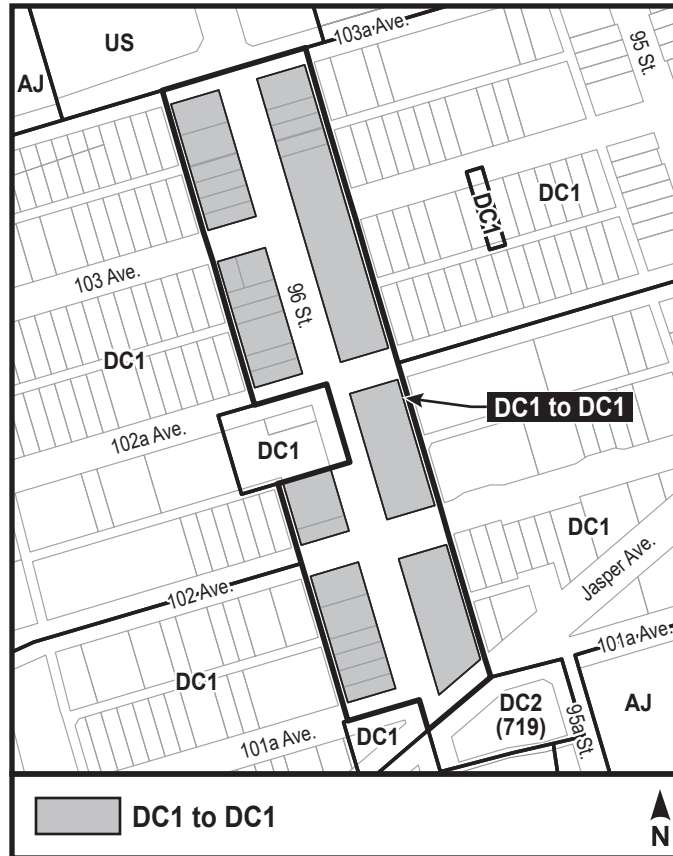 103a Ave.
US
AJ
95 St.
DC1
DC1
103 Ave.
96 St.
DC1
DC1 to DC1
102a Ave.
DC1
DC1
Jasper Ave.
102 Ave.
101a Ave.
DC1
DC2
(719)
AJ
95a St.
DC1
101a Ave.
DC1 to DC1
N